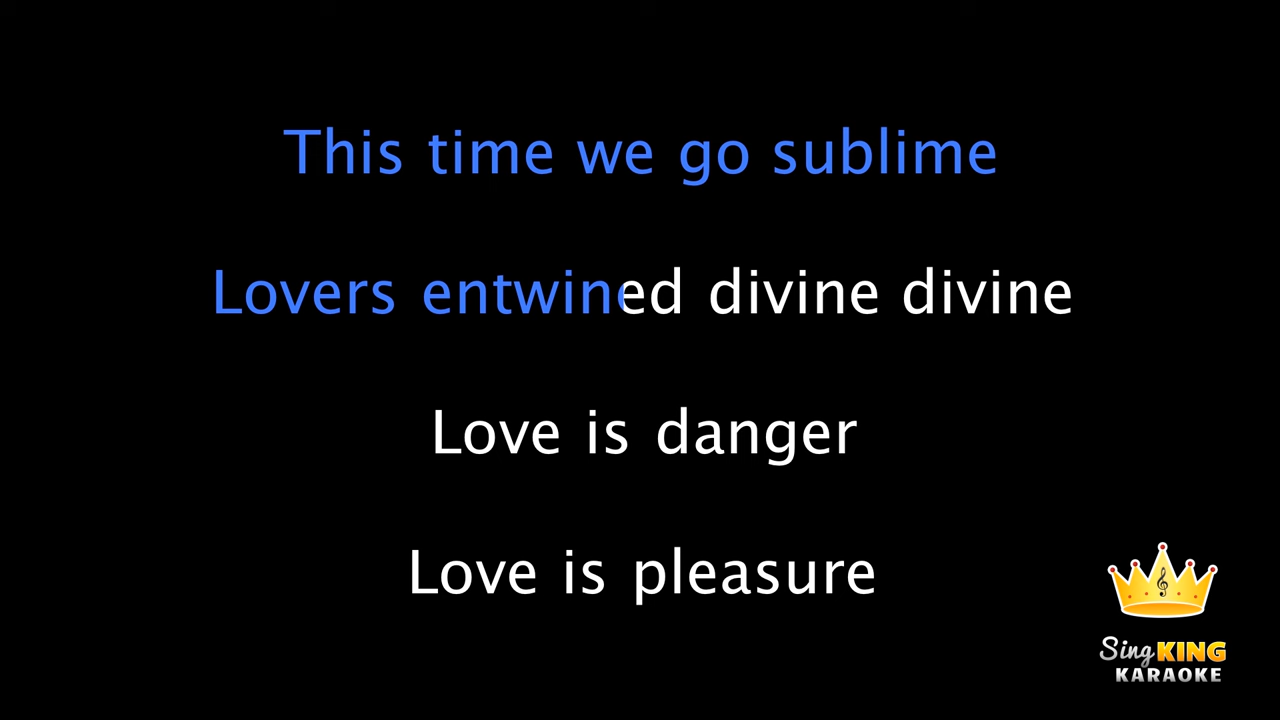 This time we go sublime
Lovers entwined divine divine
Love is danger
Love is pleasure
Sing KING
KARAOKE